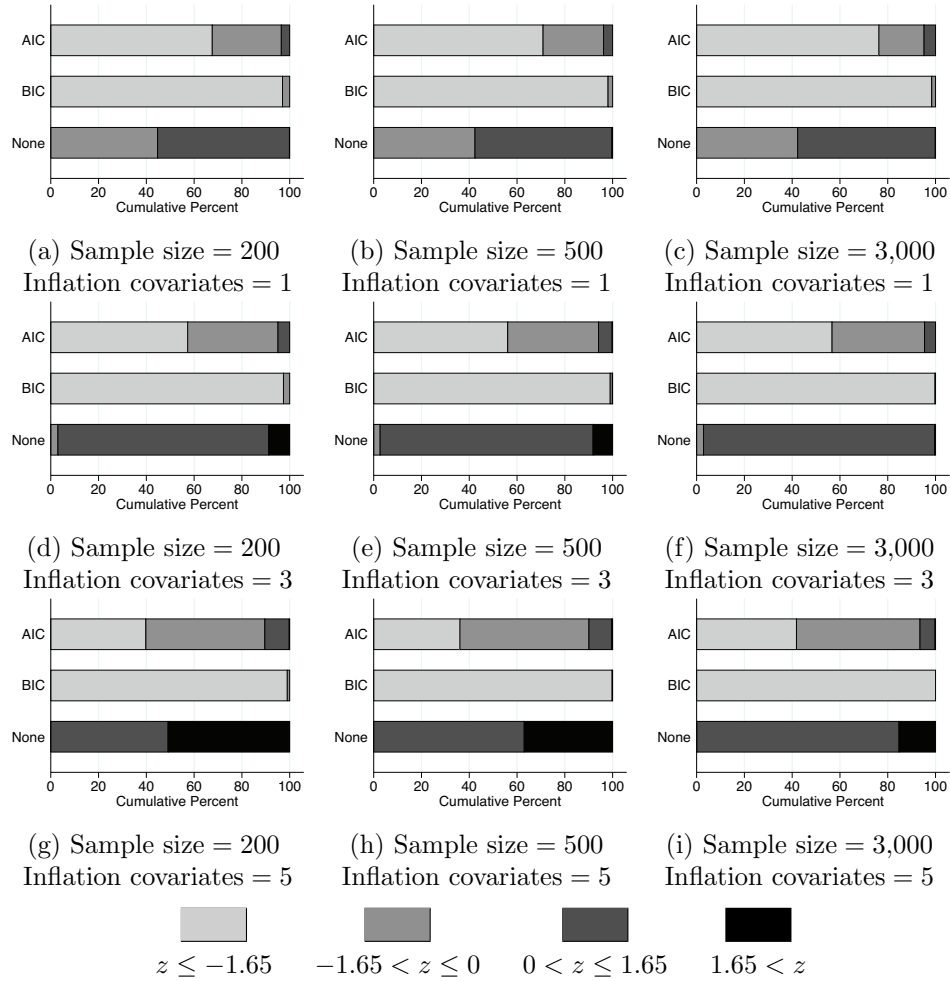 AIC
BIC
None
0 20 40 60 80 100
Cumulative Percent
(a) Sample size = 200
Inflation covariates = 1
AIC
BIC
None
0 20 40 60 80 100
Cumulative Percent
(b) Sample size = 500
Inflation covariates = 1
AIC
BIC
None
0 20 40 60 80 100
Cumulative Percent
(c) Sample size = 3,000
Inflation covariates = 1
AIC
BIC
None
0 20 40 60 80 100
Cumulative Percent
(d) Sample size = 200
Inflation covariates = 3
AIC
BIC
None
0 20 40 60 80 100
Cumulative Percent
(e) Sample size = 500
Inflation covariates = 3
AIC
BIC
None
0 20 40 60 80 100
Cumulative Percent
(f) Sample size = 3,000
Inflation covariates = 3
AIC
BIC
None
0 20 40 60 80 100
Cumulative Percent
(g) Sample size = 200
Inflation covariates = 5
AIC
BIC
None
0 20 40 60 80 100
Cumulative Percent
(h) Sample size = 500
Inflation covariates = 5
AIC
BIC
None
0 20 40 60 80 100
Cumulative Percent
(i) Sample size = 3,000
Inflation covariates = 5
z ≤ −1.65
−1.65 < z ≤ 0
0 < z ≤ 1.65
1.65 < z